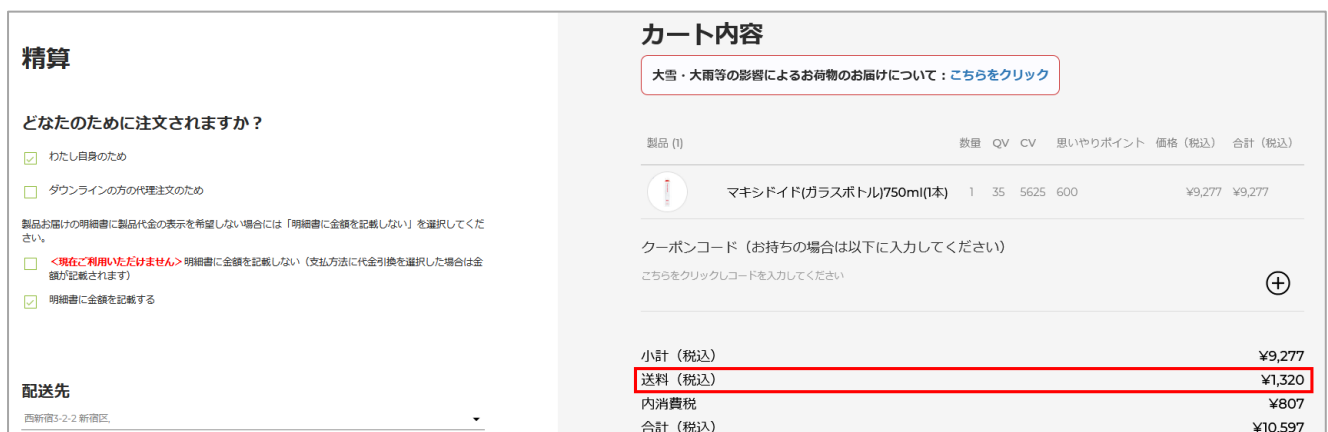 精算
どなたのために注文されますか？
わたし自身のため
ダウンラインの方の代理注文のため
製品お届けの明細書に製品代金の表示を希望しない場合には「明細書に金額を記載しない」を選択してくだ
さい。
<現在ご利用いただけません>明細書に金額を記載しない（支払方法に代金引換を選択した場合は金
額が記載されます）
明細書に金額を記載する
配送先
西新宿3-2-2 新宿区,
カート内容
大雪・大雨等の影響によるお荷物のお届けについて：こちらをクリック
製品 (1) 数量 QV CV 思いやりポイント 価格（税込） 合計（税込）
マキシドイド(ガラスボトル)750ml(1本) 1 35 5625 600 ¥9,277 ¥9,277
クーポンコード（お持ちの場合は以下に入力してください）
こちらをクリックしコードを入力してください
小計（税込） ¥9,277
送料（税込） ¥1,320
内消費税 ¥807
合計（税込） ¥10,597